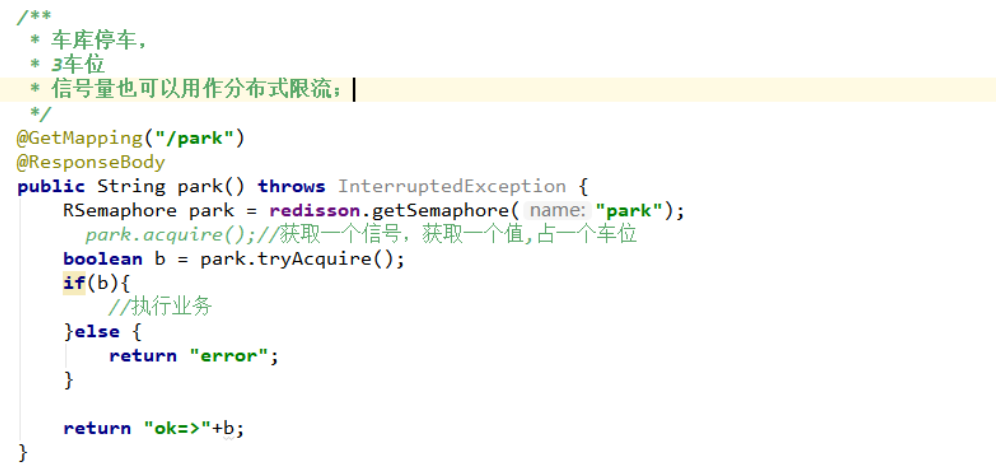 /**
 * 车库停车，
 * 3车位
 * 信号量也可以用作分布式限流；
 */
@GetMapping("/park")
@ResponseBody
public String park() throws InterruptedException {
    RSemaphore park = redisson.getSemaphore( name: "park");
      park.acquire();//获取一个信号，获取一个值,占一个车位
    boolean b = park.tryAcquire();
    if(b){
        //执行业务
    }else {
        return "error";
    }
    return "ok=>"+b;
}